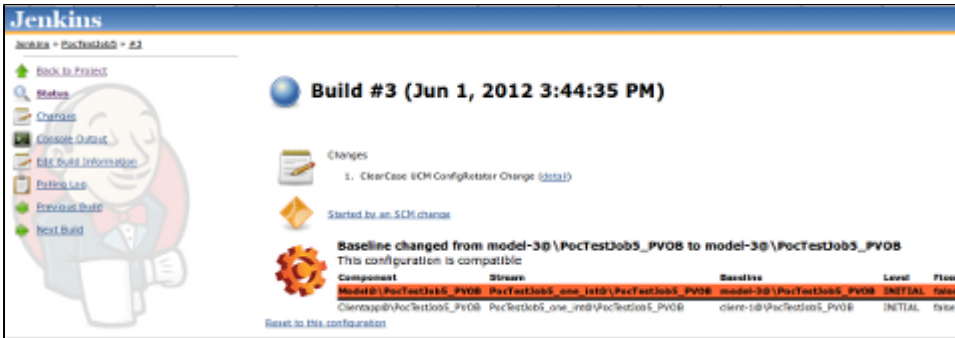 Jenkins
Jenkins » PocTestJob5 » #3
Back to Project
Status
Changes
Console Output
Edit Build Information
Polling Log
Previous Build
Next Build
Build #3 (Jun 1, 2012 3:44:35 PM)
Changes
1. ClearCase UCM ConfigRotator Change (detail)
Started by an SCM change
Baseline changed from model-3@\PocTestJob5_PVOB to model-3@\PocTestJob5_PVOB
This configuration is compatible
Component Stream Baseline Level
Model@\PocTestJob5_PVOB PocTestJob5_one_int@\PocTestJob5_PVOB model-3@\PocTestJob5_PVOB INITIAL false
Clientapp@\PocTestJob5_PVOB PocTestJob5_one_int@\PocTestJob5_PVOB client-1@\PocTestJob5_PVOB INITIAL false
Reset to this configuration